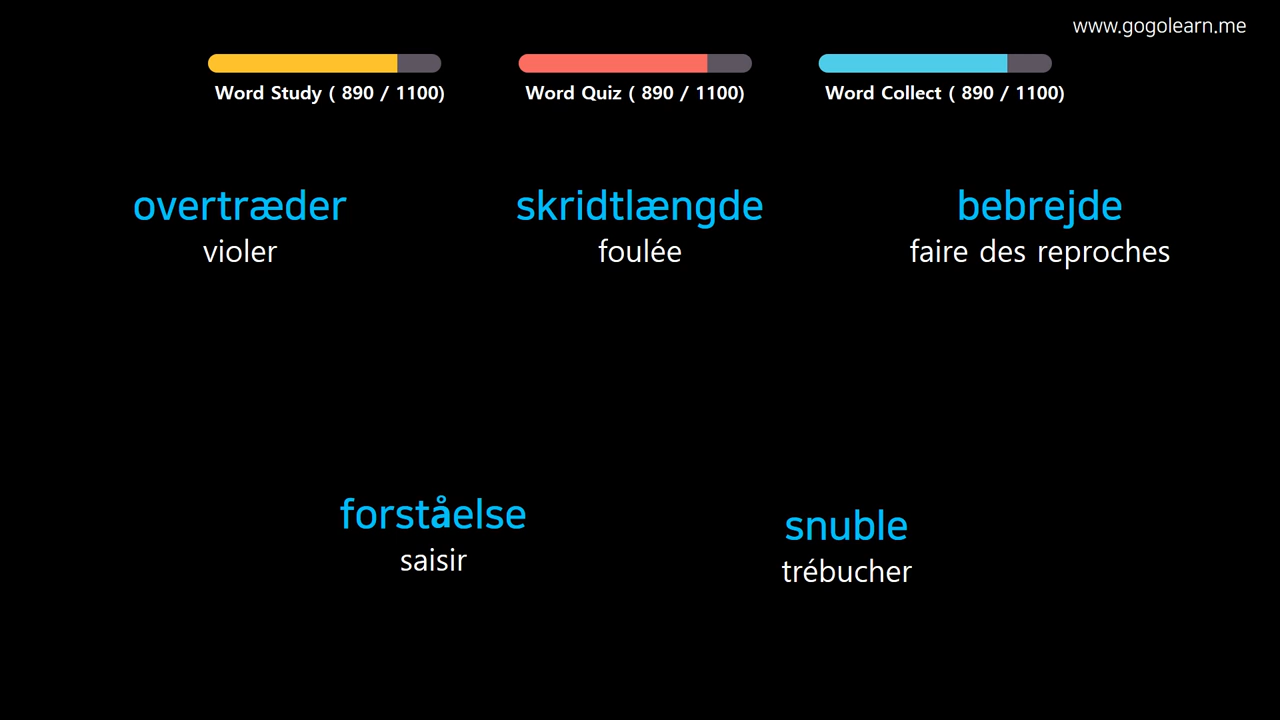 www.gogolearn.me
Word Study ( 890 / 1100)
Word Quiz ( 890 / 1100)
Word Collect ( 890 / 1100)
overtræder
violer
skridtlængde
foulée
bebrejde
faire des reproches
forståelse
saisir
snuble
trébucher